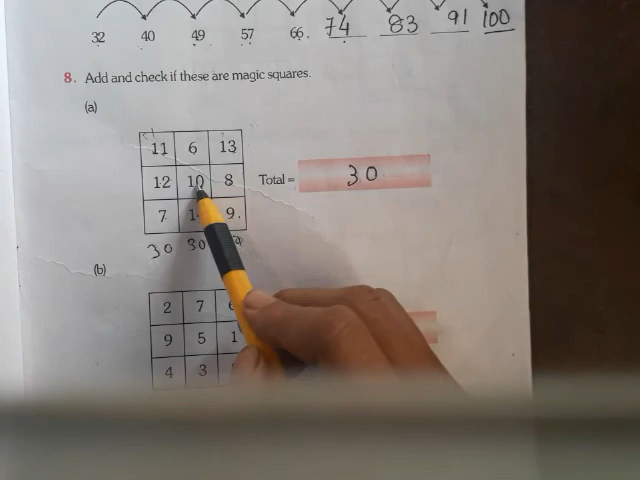 32 40 49 57 66. 74 83 91 100
8. Add and check if these are magic squares.
(a)
11 6 13
12 10 8 Total = 30
7 9.
30 30
(b)
2 7
9 5 1
4 3